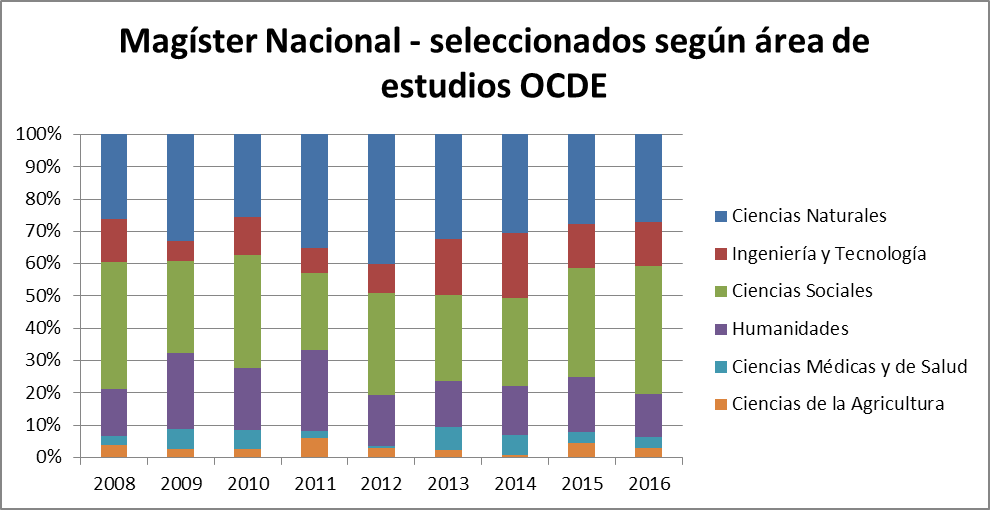 Magíster Nacional - seleccionados según área de
estudios OCDE
100%
90%
80%
70%
60%
50%
40%
30%
20%
10%
0%
2008 2009 2010 2011 2012 2013 2014 2015 2016
Ciencias Naturales
Ingeniería y Tecnología
Ciencias Sociales
Humanidades
Ciencias Médicas y de Salud
Ciencias de la Agricultura